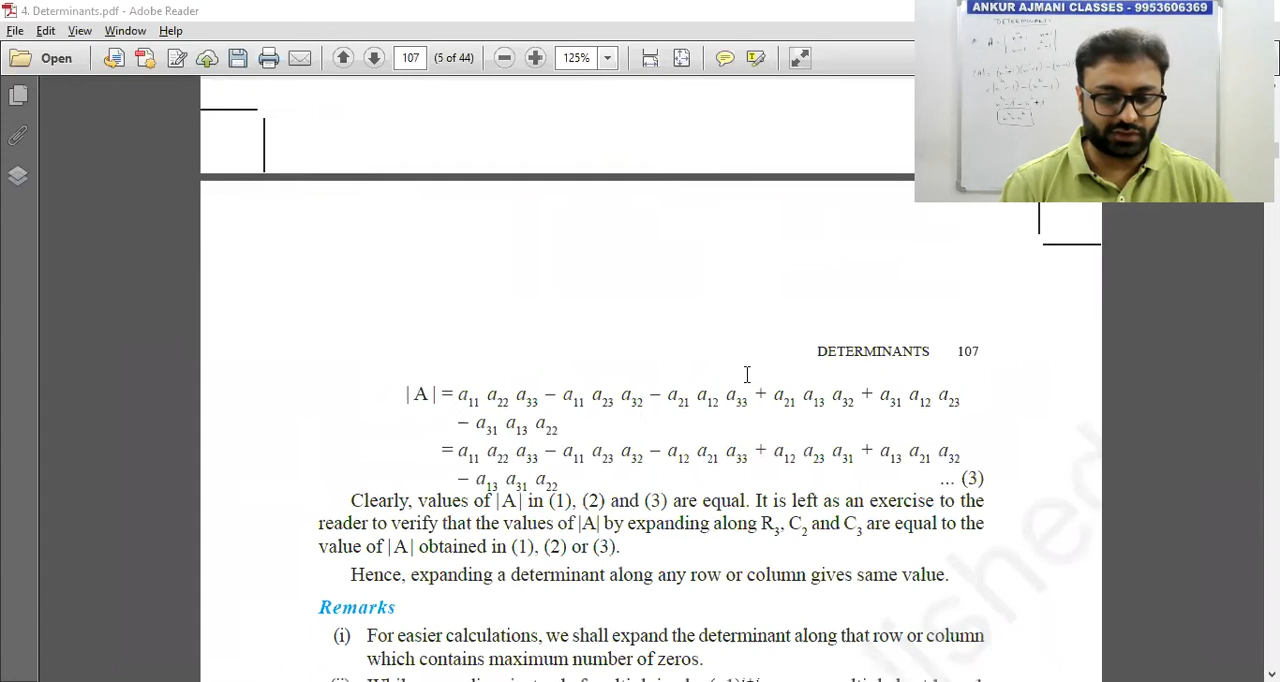 4. Determinants.pdf - Adobe Reader
File Edit View Window Help
Open 107 (5 of 44) 125%
ANKUR AJMANI CLASSES - 9953606369
DETERMINANTS 107
| A | = a11 a22 a33 − a11 a23 a32 − a21 a12 a33 + a21 a13 a32 + a31 a12 a23
− a31 a13 a22
= a11 a22 a33 − a11 a23 a32 − a12 a21 a33 + a12 a23 a31 + a13 a21 a32
− a13 a31 a22 ... (3)
Clearly, values of |A| in (1), (2) and (3) are equal. It is left as an exercise to the
reader to verify that the values of |A| by expanding along R3, C2 and C3 are equal to the
value of |A| obtained in (1), (2) or (3).
Hence, expanding a determinant along any row or column gives same value.
Remarks
(i) For easier calculations, we shall expand the determinant along that row or column
which contains maximum number of zeros.